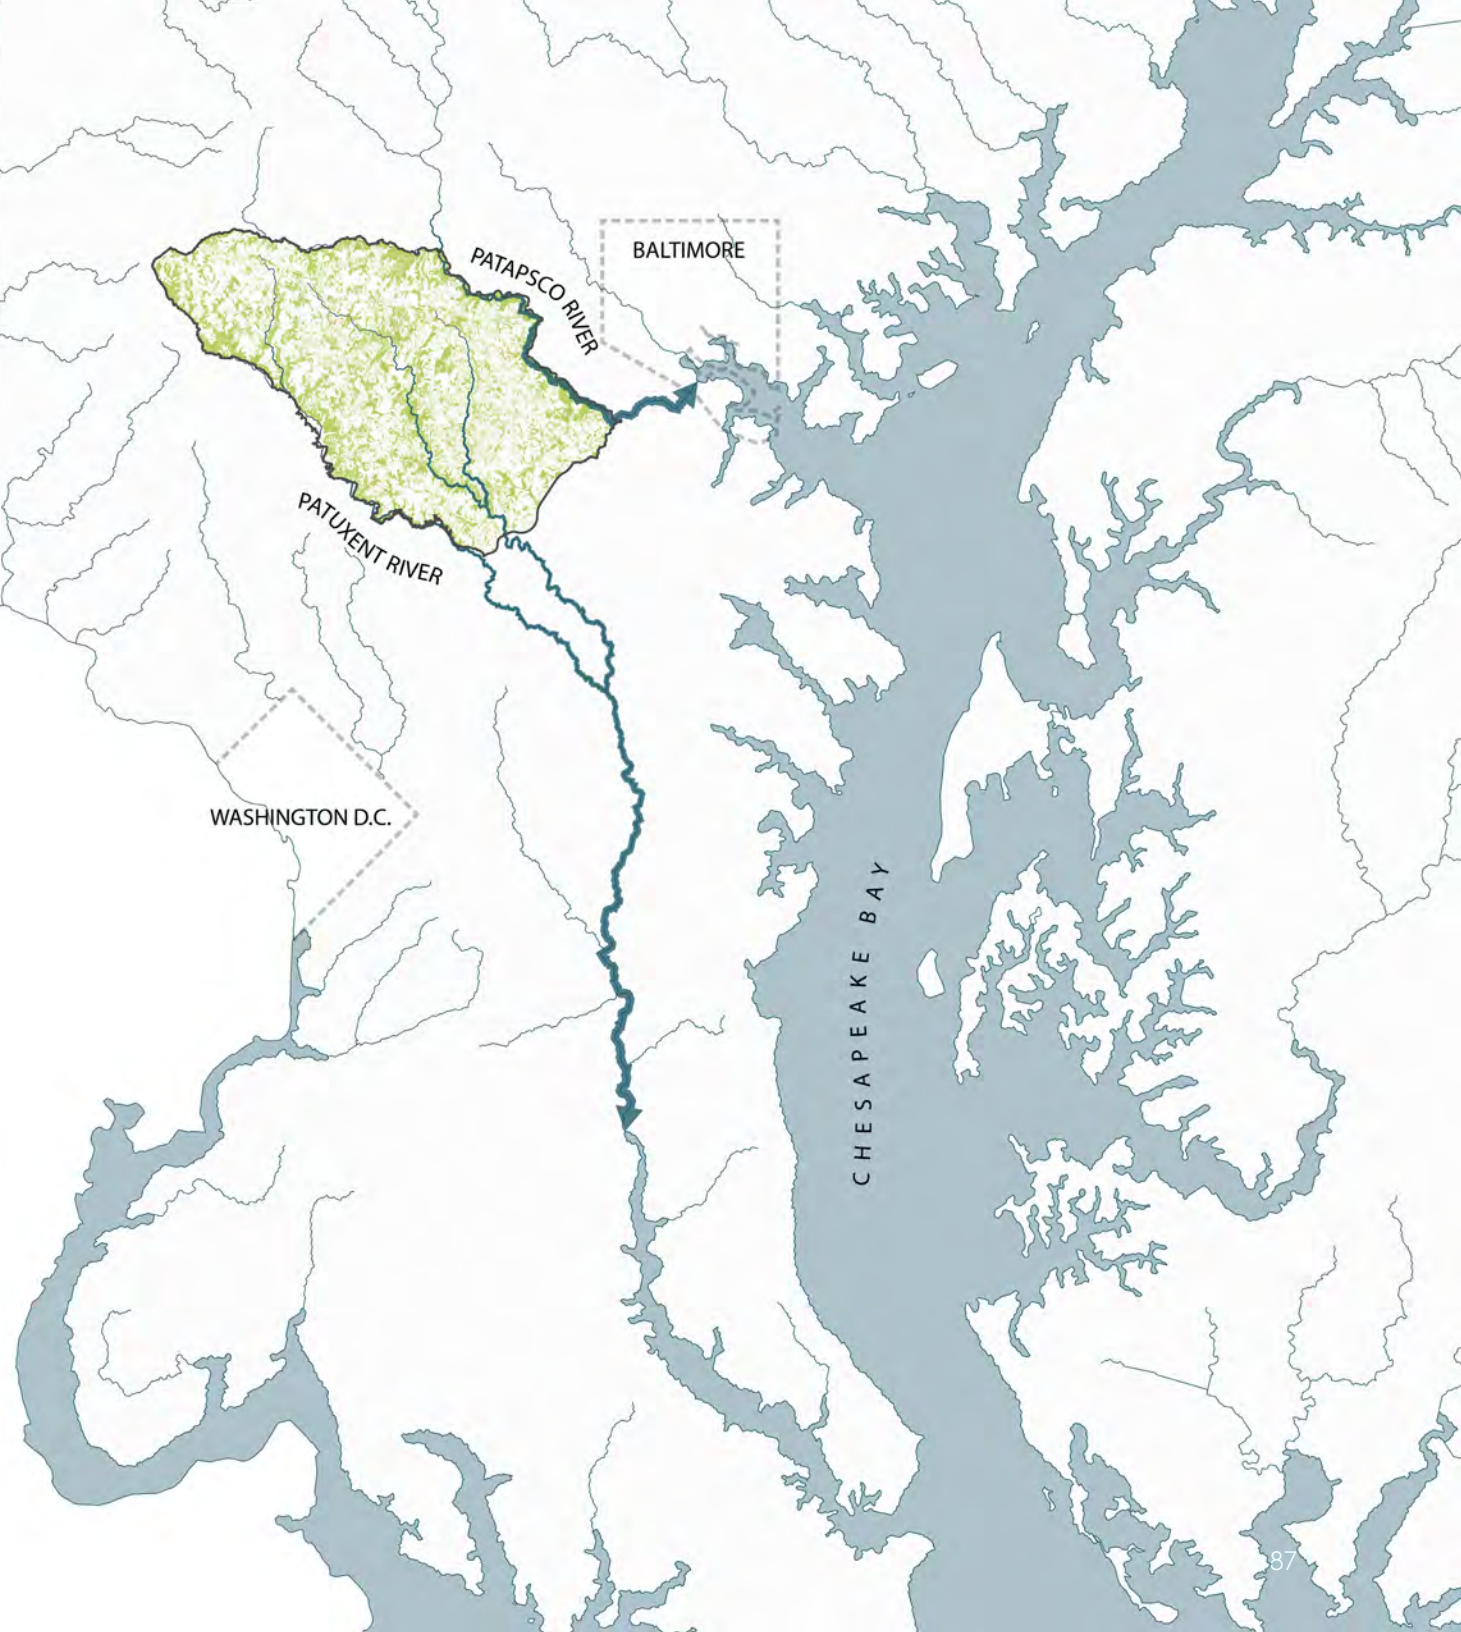 BALTIMORE
PATAPSCO RIVER
PATUXENT RIVER
WASHINGTON D.C.
CHESAPEAKE BAY
87